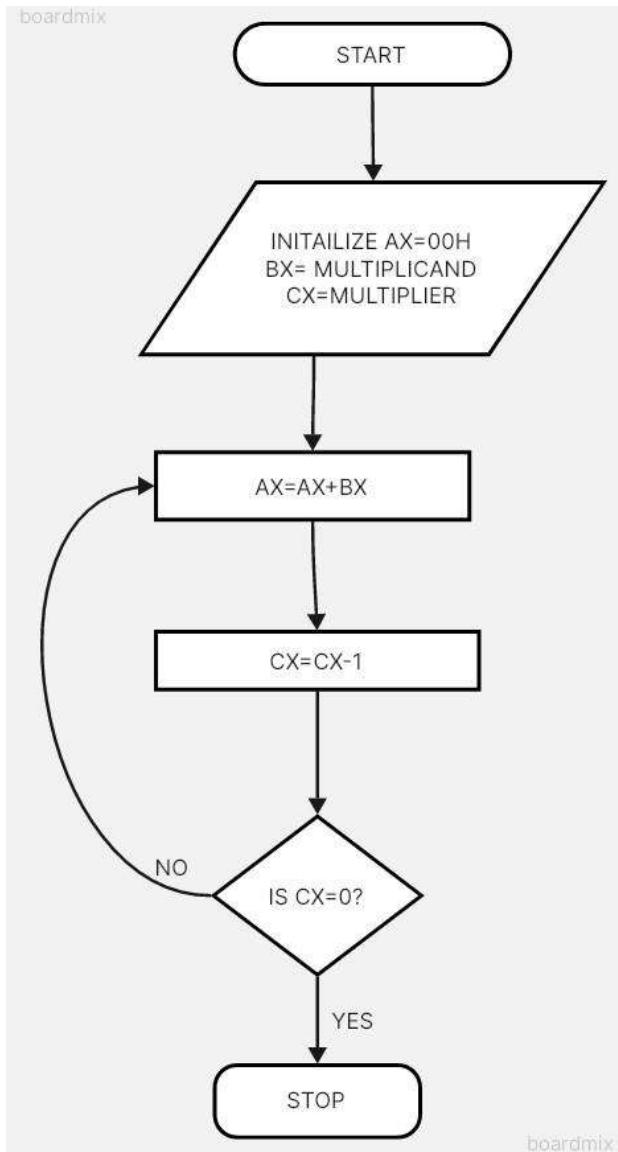 boardmix
START
INITAILIZE AX=00H
BX= MULTIPLICAND
CX=MULTIPLIER
AX=AX+BX
CX=CX-1
NO
IS CX=0?
YES
STOP
boardmix